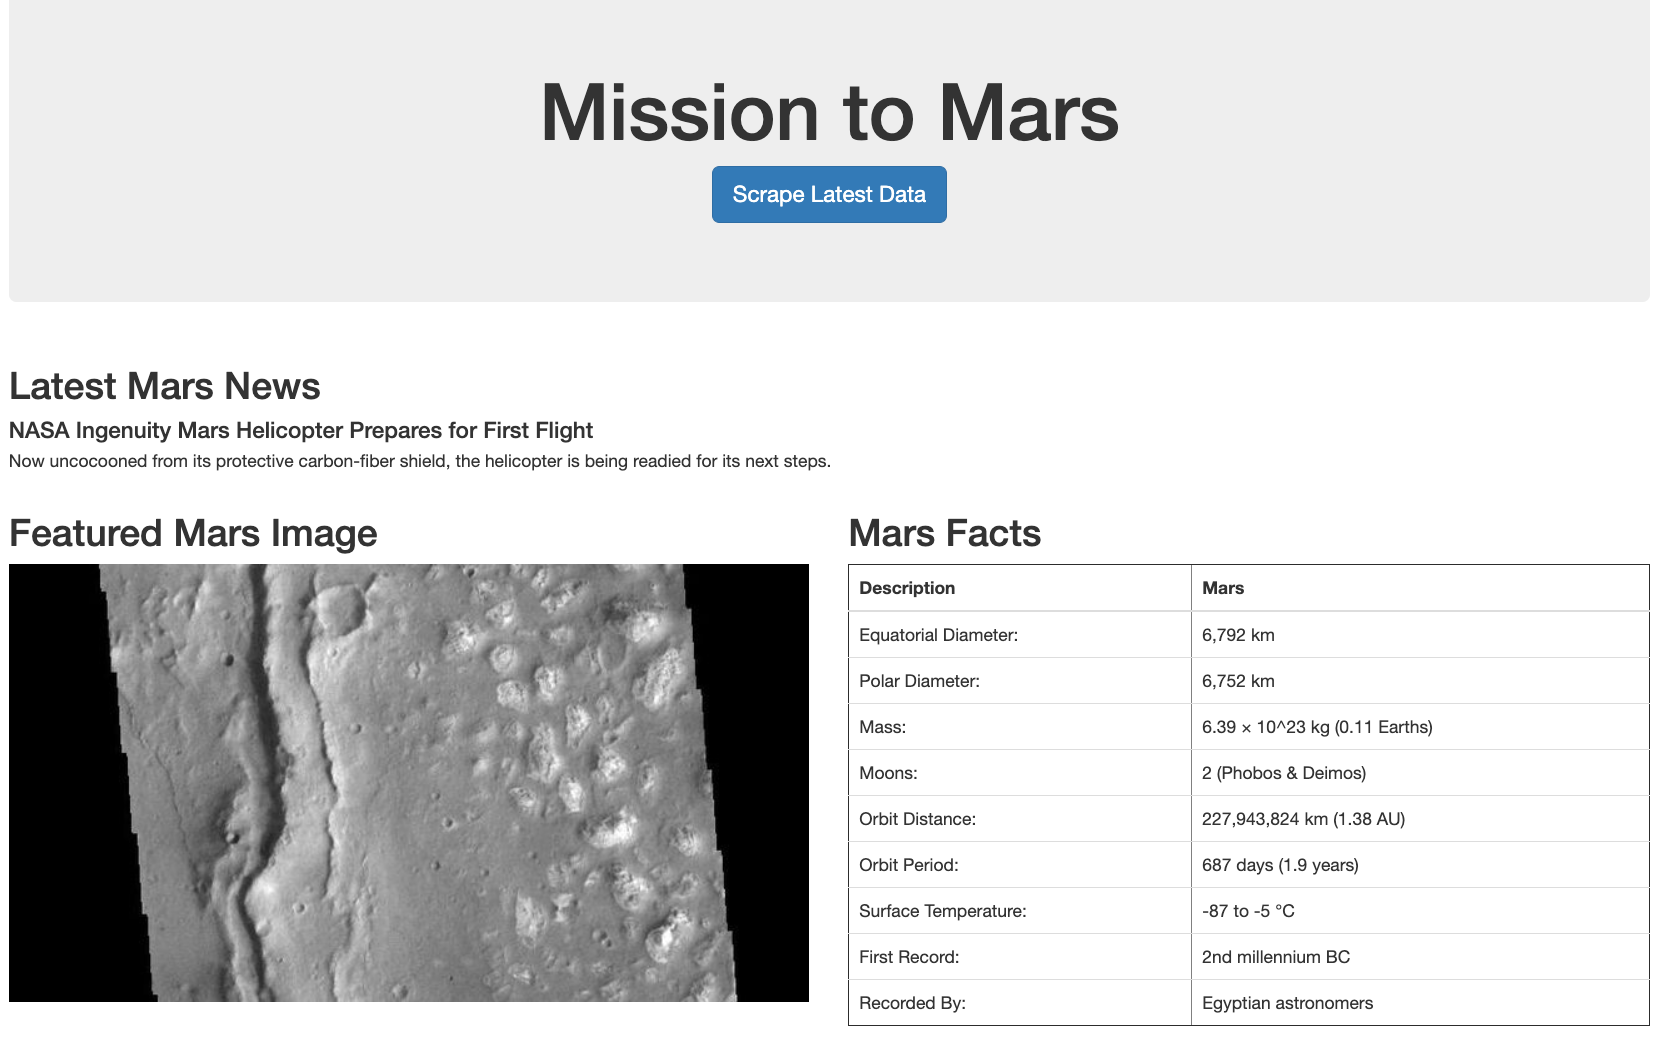 Mission to Mars
Scrape Latest Data
Latest Mars News
NASA Ingenuity Mars Helicopter Prepares for First Flight
Now uncocooned from its protective carbon-fiber shield, the helicopter is being readied for its next steps.
Featured Mars Image
Mars Facts
Description Mars
Equatorial Diameter: 6,792 km
Polar Diameter: 6,752 km
Mass: 6.39 × 10^23 kg (0.11 Earths)
Moons: 2 (Phobos & Deimos)
Orbit Distance: 227,943,824 km (1.38 AU)
Orbit Period: 687 days (1.9 years)
Surface Temperature: -87 to -5 °C
First Record: 2nd millennium BC
Recorded By: Egyptian astronomers